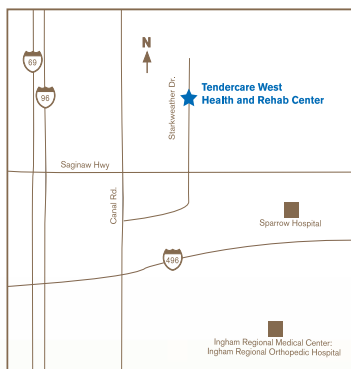 69
96
N
Starkweather Dr.
Tendercare West
Health and Rehab Center
Saginaw Hwy
Canal Rd.
Sparrow Hospital
496
Ingham Regional Medical Center:
Ingham Regional Orthopedic Hospital